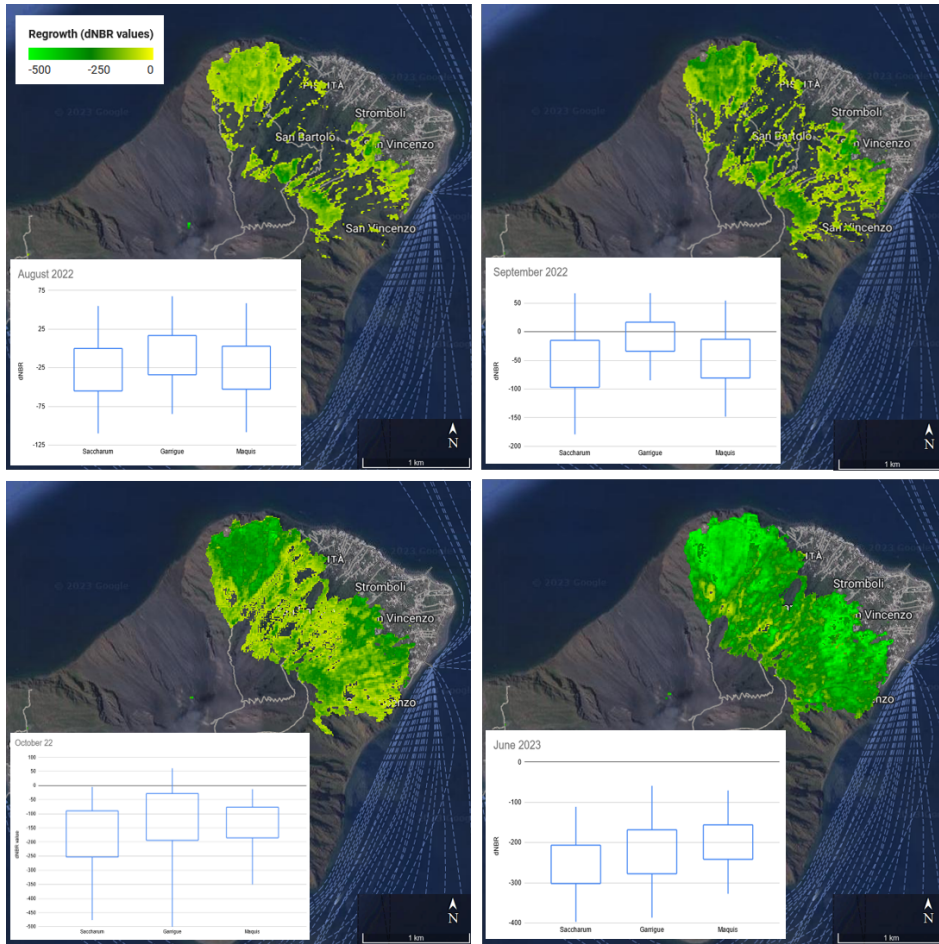 Regrowth (dNBR values)
-500 -250 0
Stromboli
San Bartolo
n Vincenzo
San Vincenzo
© 2023 Google
August 2022
75
25
-25
-75
-125
dNBR
Saccharum Garrigue Maquis
N
1 km
© 2023 Google
Stromboli
San Bartolo
n Vincenzo
San Vincenzo
September 2022
50
0
-50
-100
-150
-200
dNBR
Saccharum Garrigue Maquis
N
1 km
© 2023 Google
ITÀ
Stromboli
n Vincenzo
ncenzo
October 22
100
50
0
-50
-100
-150
-200
-250
-300
-350
-400
-450
-500
dNBR value
Saccharum Garrigue Maquis
N
1 km
© 2023 Google
ITÀ
Stromboli
n Vincenzo
nzo
June 2023
0
-100
-200
-300
-400
dNBR
Saccharum Garrigue Maquis
N
1 km